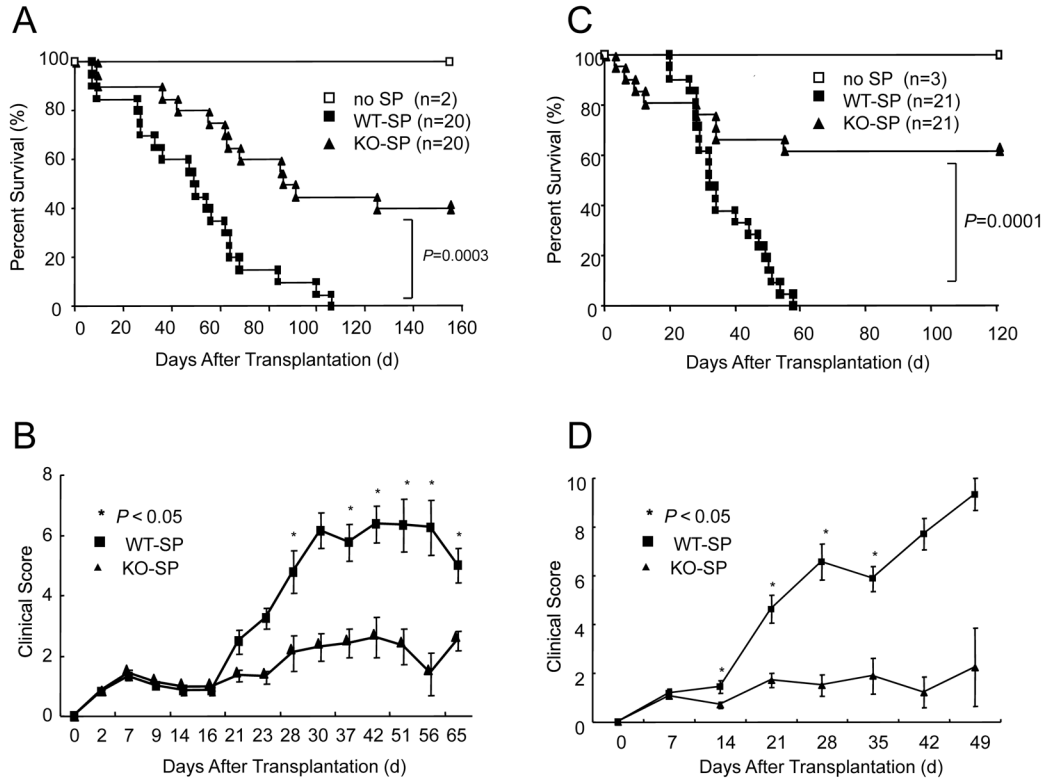 A
Percent Survival (%)
100
80
60
40
20
0
no SP (n=2)
WT-SP (n=20)
KO-SP (n=20)
P=0.0003
0 20 40 60 80 100 120 140 160
Days After Transplantation (d)
C
Percent Survival (%)
100
80
60
40
20
0
no SP (n=3)
WT-SP (n=21)
KO-SP (n=21)
P=0.0001
0 20 40 60 80 100 120
Days After Transplantation (d)
B
Clinical Score
8
6
4
2
0
* P < 0.05
WT-SP
KO-SP
* * * * * *
0 2 7 9 14 16 21 23 28 30 37 42 51 56 65
Days After Transplantation (d)
D
Clinical Score
10
8
6
4
2
0
* P < 0.05
WT-SP
KO-SP
* * * *
0 7 14 21 28 35 42 49
Days After Transplantation (d)